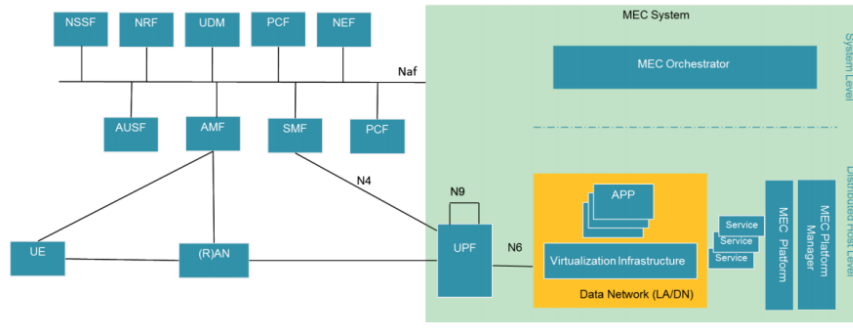 MEC System
NSSF
NRF
UDM
PCF
NEF
MEC Orchestrator
System Level
Naf
AUSF
AMF
SMF
PCF
N4
N9
APP
Distributed Host Level
MEC Platform
MEC Platform
Manager
Service
Service
Service
UE
(R)AN
UPF
N6
Virtualization Infrastructure
Data Network (LA/DN)